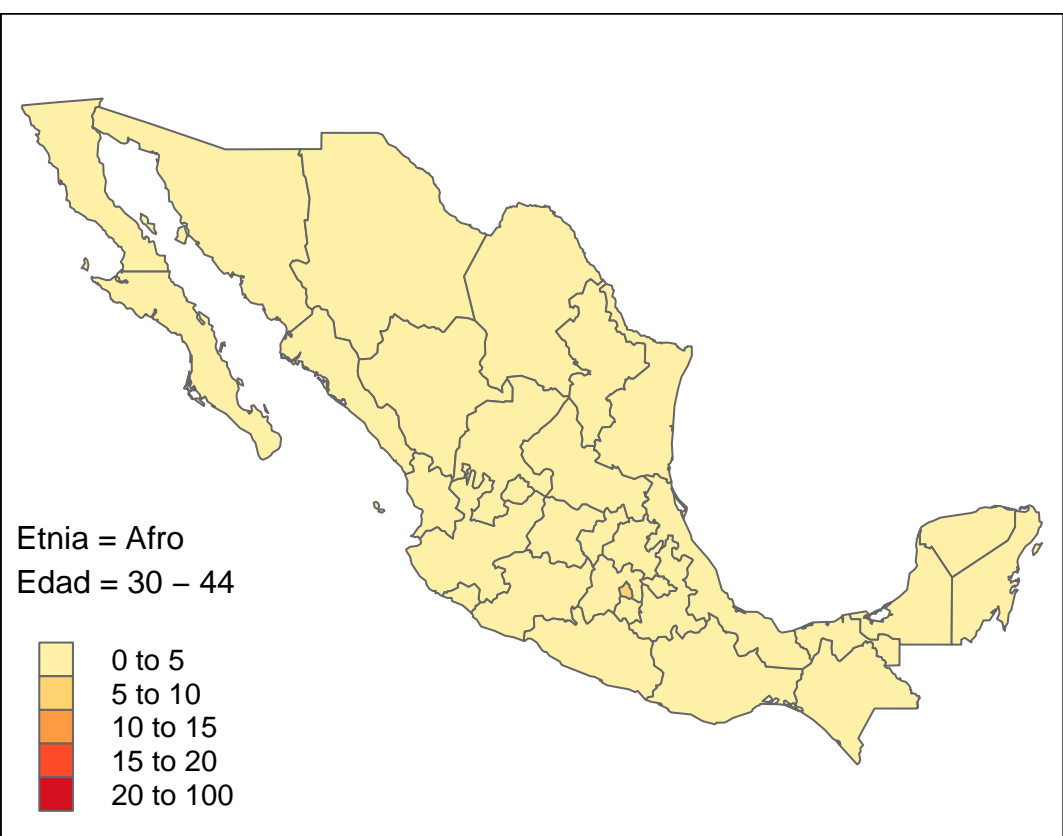 Etnia = Afro
Edad = 30 – 44
0 to 5
5 to 10
10 to 15
15 to 20
20 to 100